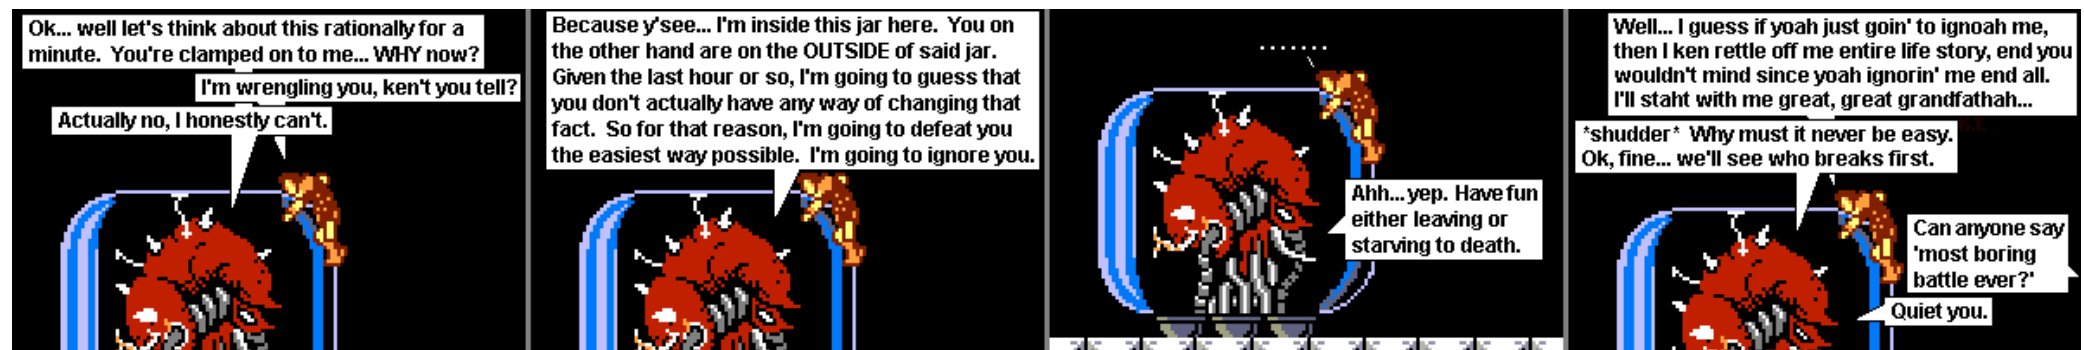 Ok... well let's think about this rationally for a
minute. You're clamped on to me... WHY now?
I'm wrengling you, ken't you tell?
Actually no, I honestly can't.
Because y'see... I'm inside this jar here. You on
the other hand are on the OUTSIDE of said jar.
Given the last hour or so, I'm going to guess that
you don't actually have any way of changing that
fact. So for that reason, I'm going to defeat you
the easiest way possible. I'm going to ignore you.
.......
Ahh... yep. Have fun
either leaving or
starving to death.
Well... I guess if yoah just goin' to ignoah me,
then I ken rettle off me entire life story, end you
wouldn't mind since yoah ignorin' me end all.
I'll staht with me great, great grandfathah...
*shudder* Why must it never be easy.
Ok, fine... we'll see who breaks first.
Can anyone say
'most boring
battle ever?'
Quiet you.